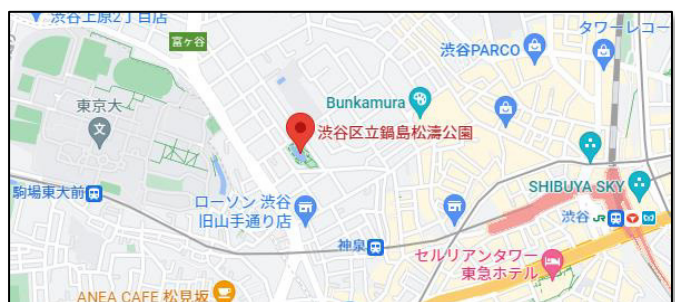 渋谷上原2丁目店
タワーレコー
富ヶ谷
渋谷PARCO
東京大
文
Bunkamura
渋谷区立鍋島松濤公園
駒場東大前
ローソン 渋谷
旧山手通り店
SHIBUYA SKY
渋谷 JR
神泉
セルリアンタワー
東急ホテル
ANEA CAFE 松見坂